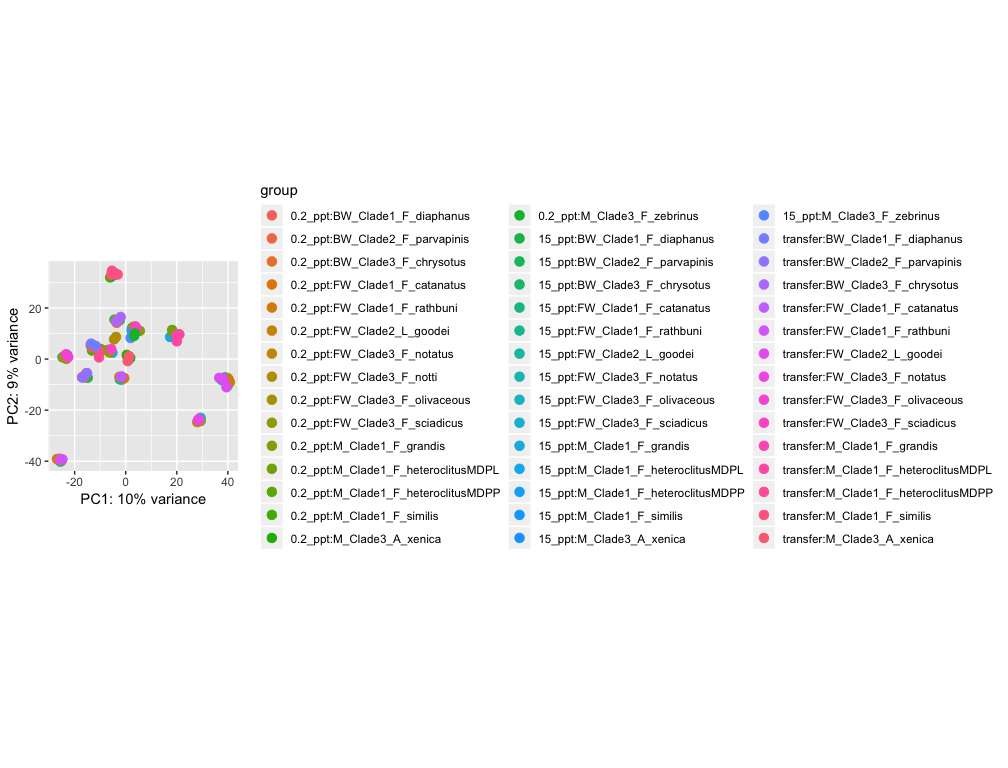 group
0.2_ppt:BW_Clade1_F_diaphanus
0.2_ppt:BW_Clade2_F_parvapinis
0.2_ppt:BW_Clade3_F_chrysotus
0.2_ppt:FW_Clade1_F_catanatus
0.2_ppt:FW_Clade1_F_rathbuni
0.2_ppt:FW_Clade2_L_goodei
0.2_ppt:FW_Clade3_F_notatus
0.2_ppt:FW_Clade3_F_notti
0.2_ppt:FW_Clade3_F_olivaceous
0.2_ppt:FW_Clade3_F_sciadicus
0.2_ppt:M_Clade1_F_grandis
0.2_ppt:M_Clade1_F_heteroclitusMDPL
0.2_ppt:M_Clade1_F_heteroclitusMDPP
0.2_ppt:M_Clade1_F_similis
0.2_ppt:M_Clade3_A_xenica
0.2_ppt:M_Clade3_F_zebrinus
15_ppt:BW_Clade1_F_diaphanus
15_ppt:BW_Clade2_F_parvapinis
15_ppt:BW_Clade3_F_chrysotus
15_ppt:FW_Clade1_F_catanatus
15_ppt:FW_Clade1_F_rathbuni
15_ppt:FW_Clade2_L_goodei
15_ppt:FW_Clade3_F_notatus
15_ppt:FW_Clade3_F_olivaceous
15_ppt:FW_Clade3_F_sciadicus
15_ppt:M_Clade1_F_grandis
15_ppt:M_Clade1_F_heteroclitusMDPL
15_ppt:M_Clade1_F_heteroclitusMDPP
15_ppt:M_Clade1_F_similis
15_ppt:M_Clade3_A_xenica
15_ppt:M_Clade3_F_zebrinus
transfer:BW_Clade1_F_diaphanus
transfer:BW_Clade2_F_parvapinis
transfer:BW_Clade3_F_chrysotus
transfer:FW_Clade1_F_catanatus
transfer:FW_Clade1_F_rathbuni
transfer:FW_Clade2_L_goodei
transfer:FW_Clade3_F_notatus
transfer:FW_Clade3_F_olivaceous
transfer:FW_Clade3_F_sciadicus
transfer:M_Clade1_F_grandis
transfer:M_Clade1_F_heteroclitusMDPL
transfer:M_Clade1_F_heteroclitusMDPP
transfer:M_Clade1_F_similis
transfer:M_Clade3_A_xenica
PC2: 9% variance
20
0
-20
-40
-20 0 20 40
PC1: 10% variance